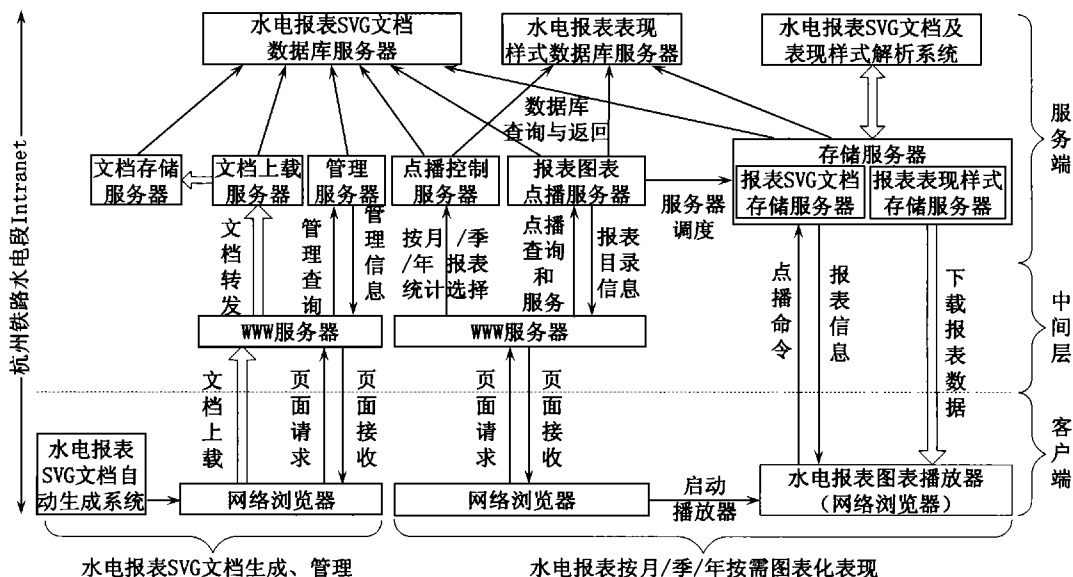 水电报表SVG文档
数据库服务器
水电报表表现
样式数据库服务器
水电报表SVG文档及
表现样式解析系统
数据库
查询与返回
文档存储
服务器
文档上载
服务器
管理
服务器
点播控制
服务器
报表图表
点播服务器
存储服务器
报表SVG文档
存储服务器
报表表现样式
存储服务器
服务器
调度
文档转发
管理查询
管理信息
按月/季
/年报表
统计选择
点播
查询
和
服务
报表
目录
信息
点播命令
报表信息
下载报表数据
WWW服务器
WWW服务器
文档上载
页面请求
页面接收
页面请求
页面接收
水电报表
SVG文档自
动生成系统
网络浏览器
网络浏览器
启动
播放器
水电报表图表播放器
(网络浏览器)
水电报表SVG文档生成、管理
水电报表按月/季/年按需图表化表现
杭州铁路水电段Intranet
服务端
中间层
客户端